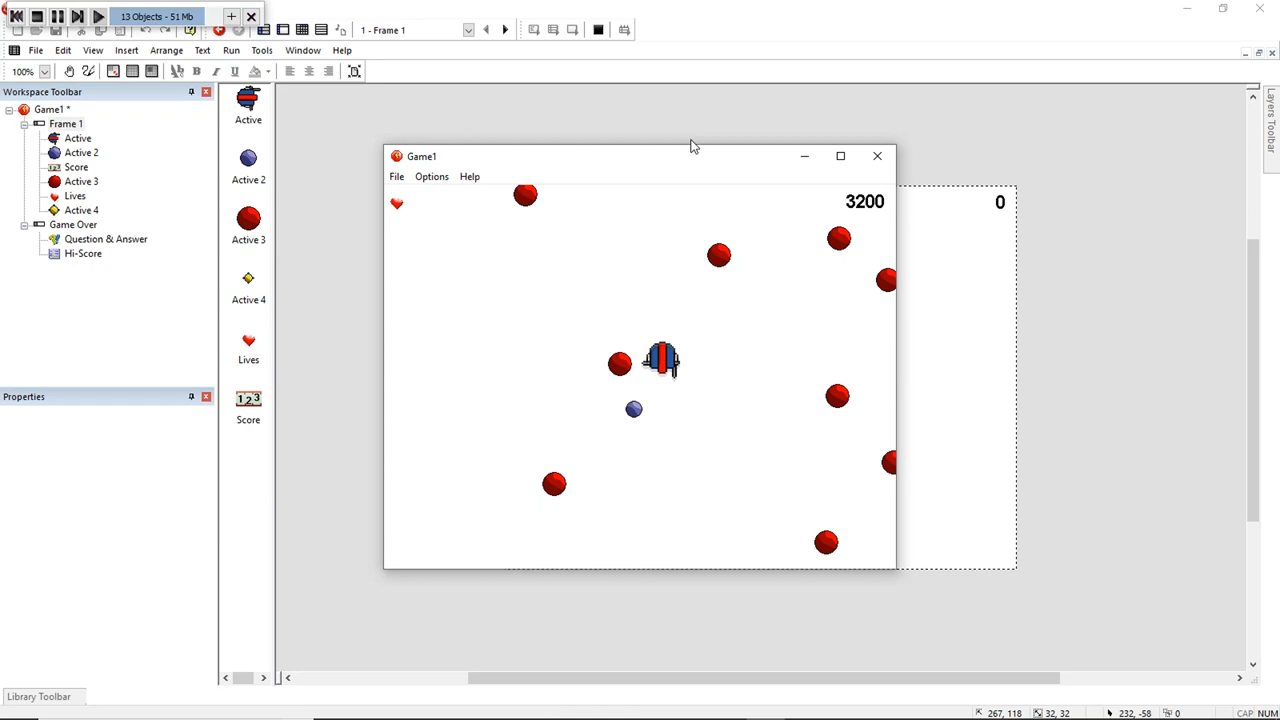 13 Objects - 51 Mb
1 - Frame 1
File Edit View Insert Arrange Text Run Tools Window Help
100%
B I U
Workspace Toolbar
Game1 *
Frame 1
Active
Active 2
Score
Active 3
Lives
Active 4
Game Over
Question & Answer
Hi-Score
Properties
Library Toolbar
Active
Active 2
Active 3
Active 4
Lives
1 2 3
Score
Game1
File Options Help
3200
0
Layers Toolbar
267, 118 32, 32 232, -58 0 CAP NUM